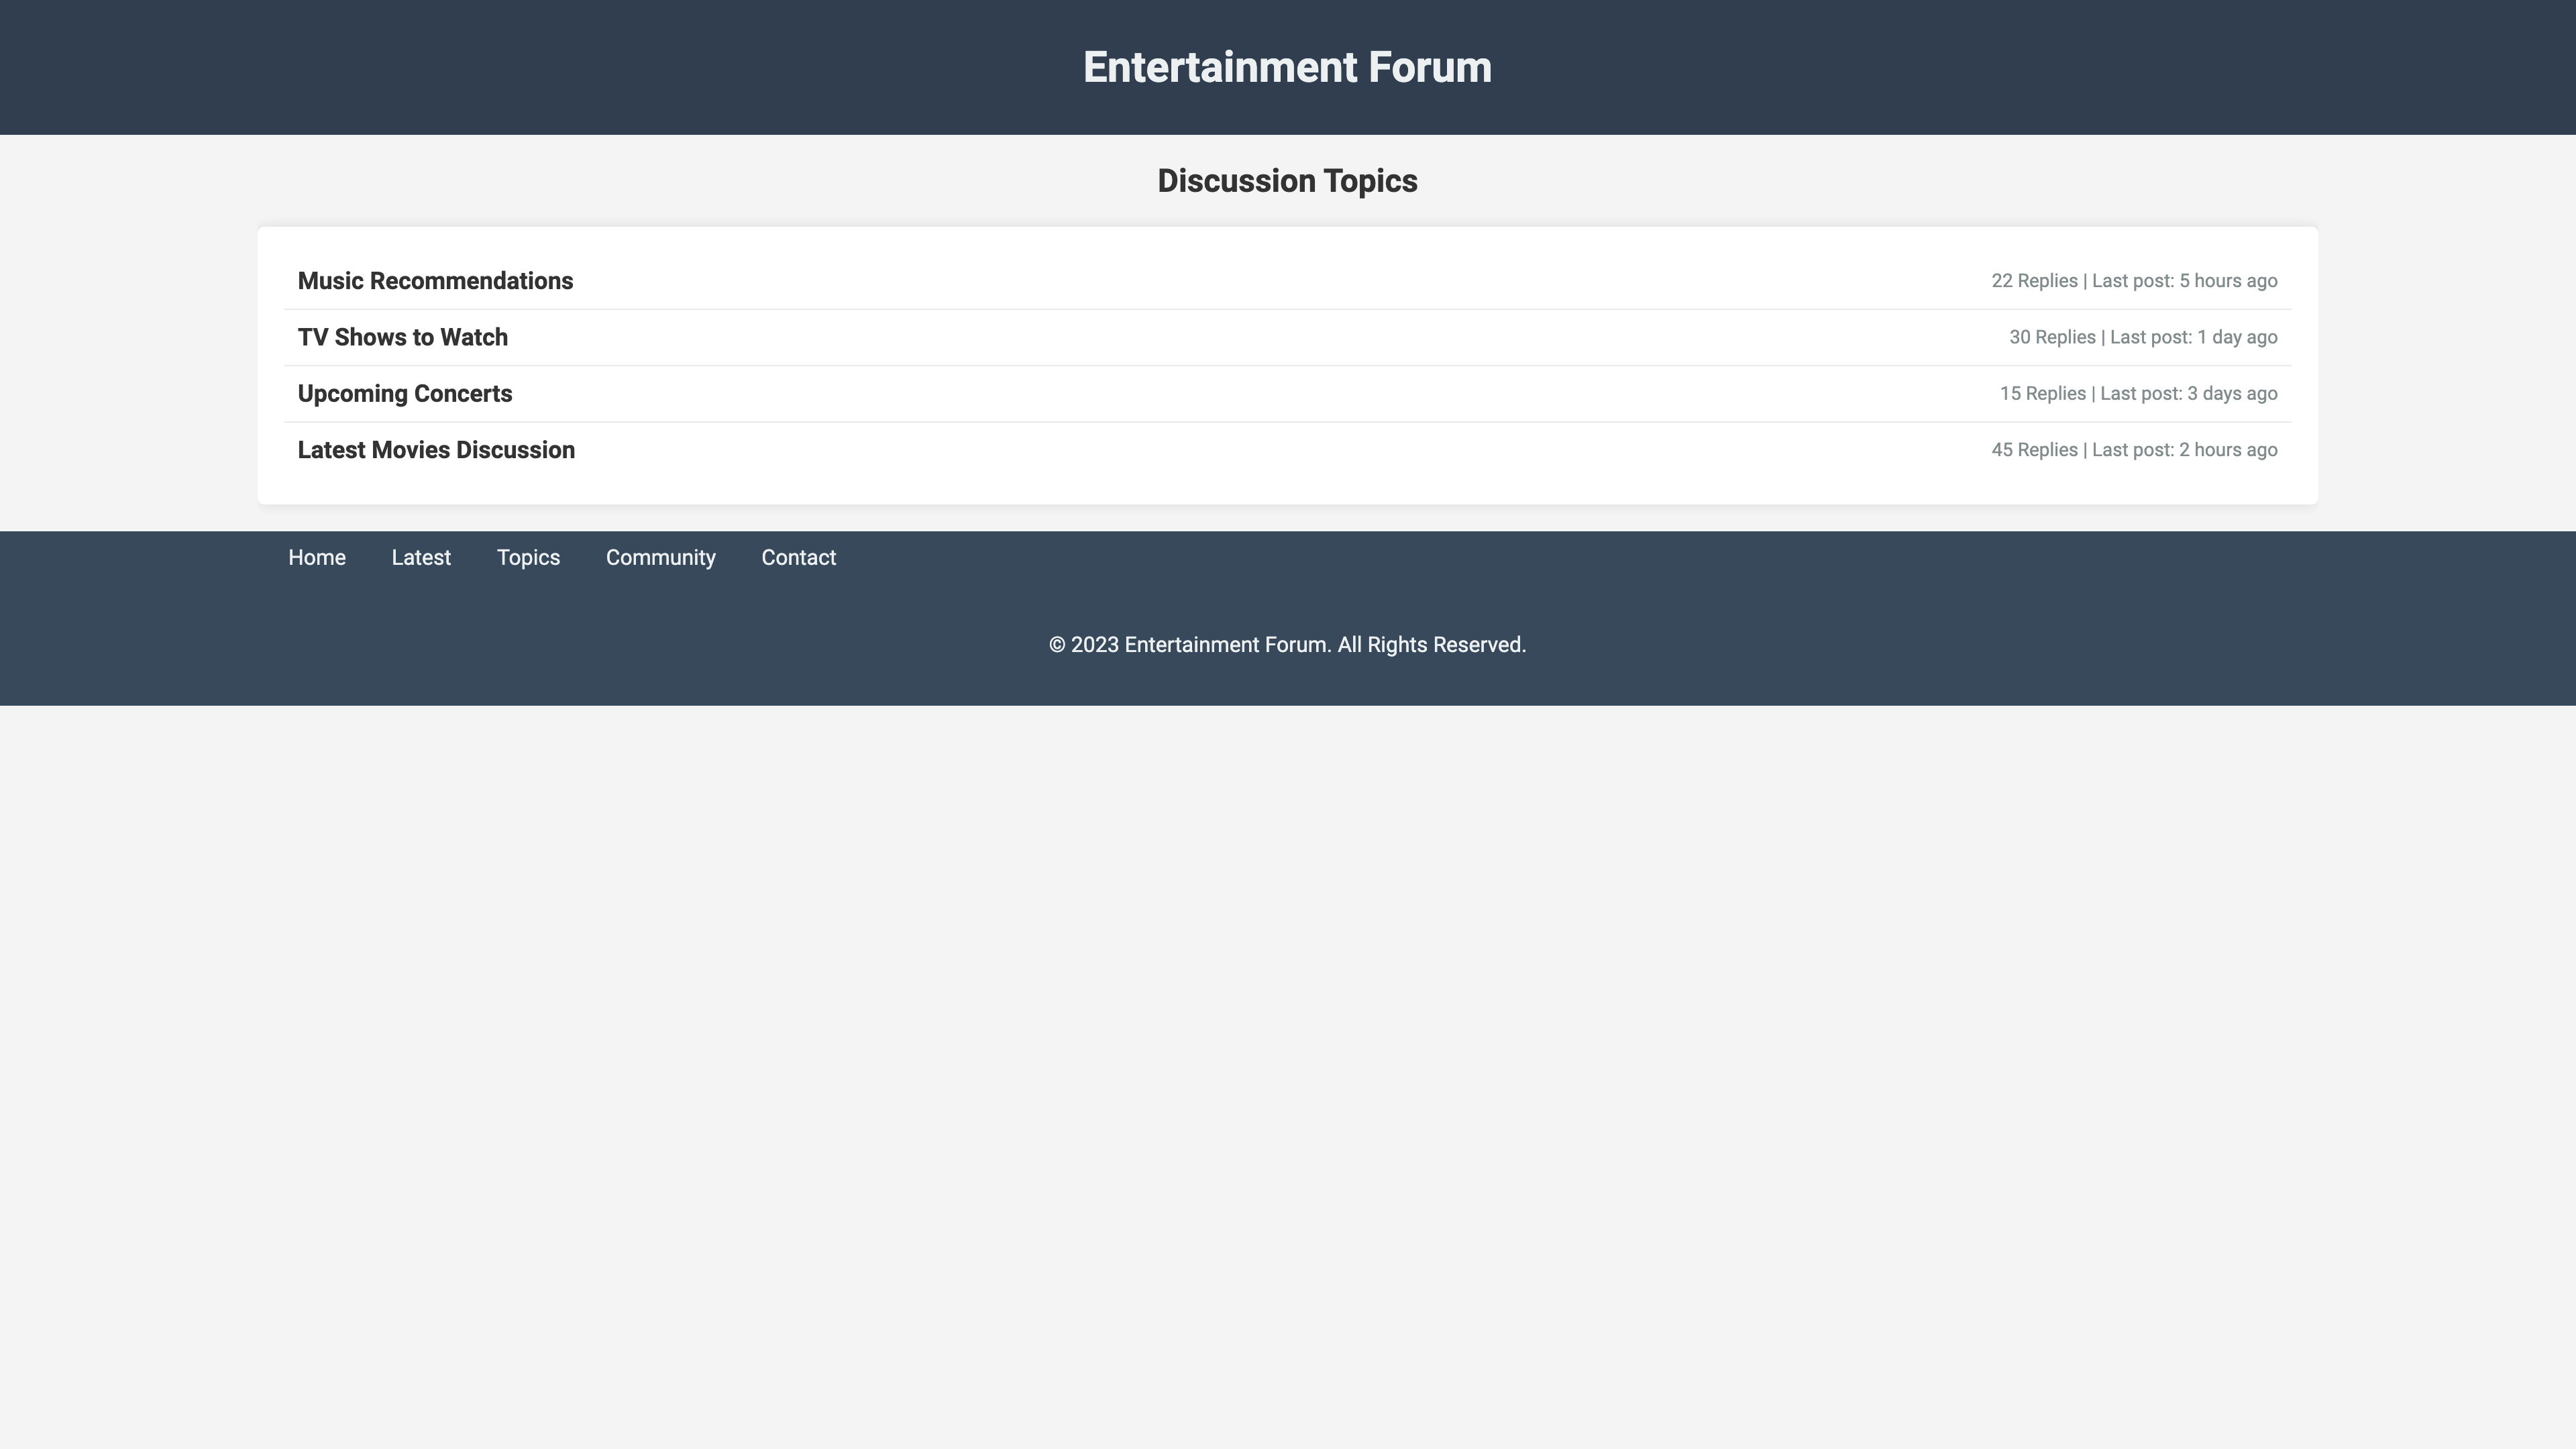 Entertainment Forum
Discussion Topics
Music Recommendations 22 Replies | Last post: 5 hours ago
TV Shows to Watch 30 Replies | Last post: 1 day ago
Upcoming Concerts 15 Replies | Last post: 3 days ago
Latest Movies Discussion 45 Replies | Last post: 2 hours ago
Home Latest Topics Community Contact
© 2023 Entertainment Forum. All Rights Reserved.